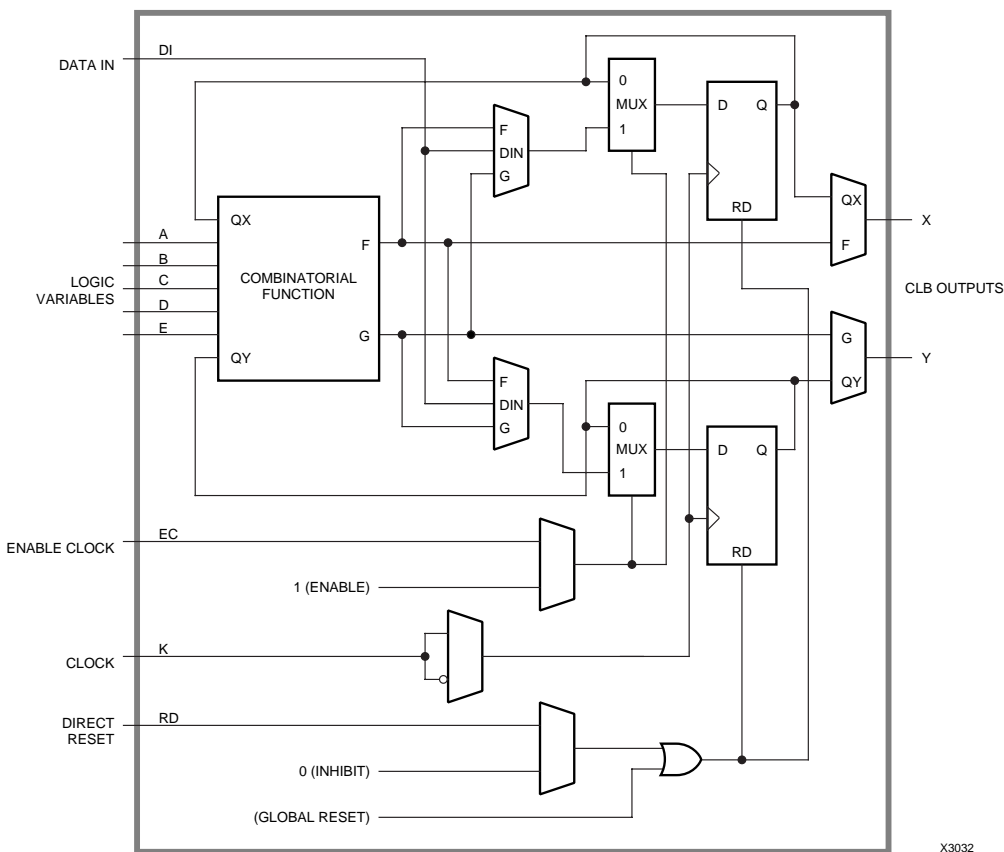 DI
DATA IN
0
MUX
1
D
Q
RD
F
DIN
G
QX
F
X
QX
A
B
C
D
E
QY
LOGIC
VARIABLES
COMBINATORIAL
FUNCTION
F
G
CLB OUTPUTS
G
QY
Y
F
DIN
G
0
MUX
1
D
Q
RD
EC
ENABLE CLOCK
1 (ENABLE)
K
CLOCK
RD
DIRECT
RESET
0 (INHIBIT)
(GLOBAL RESET)
X3032